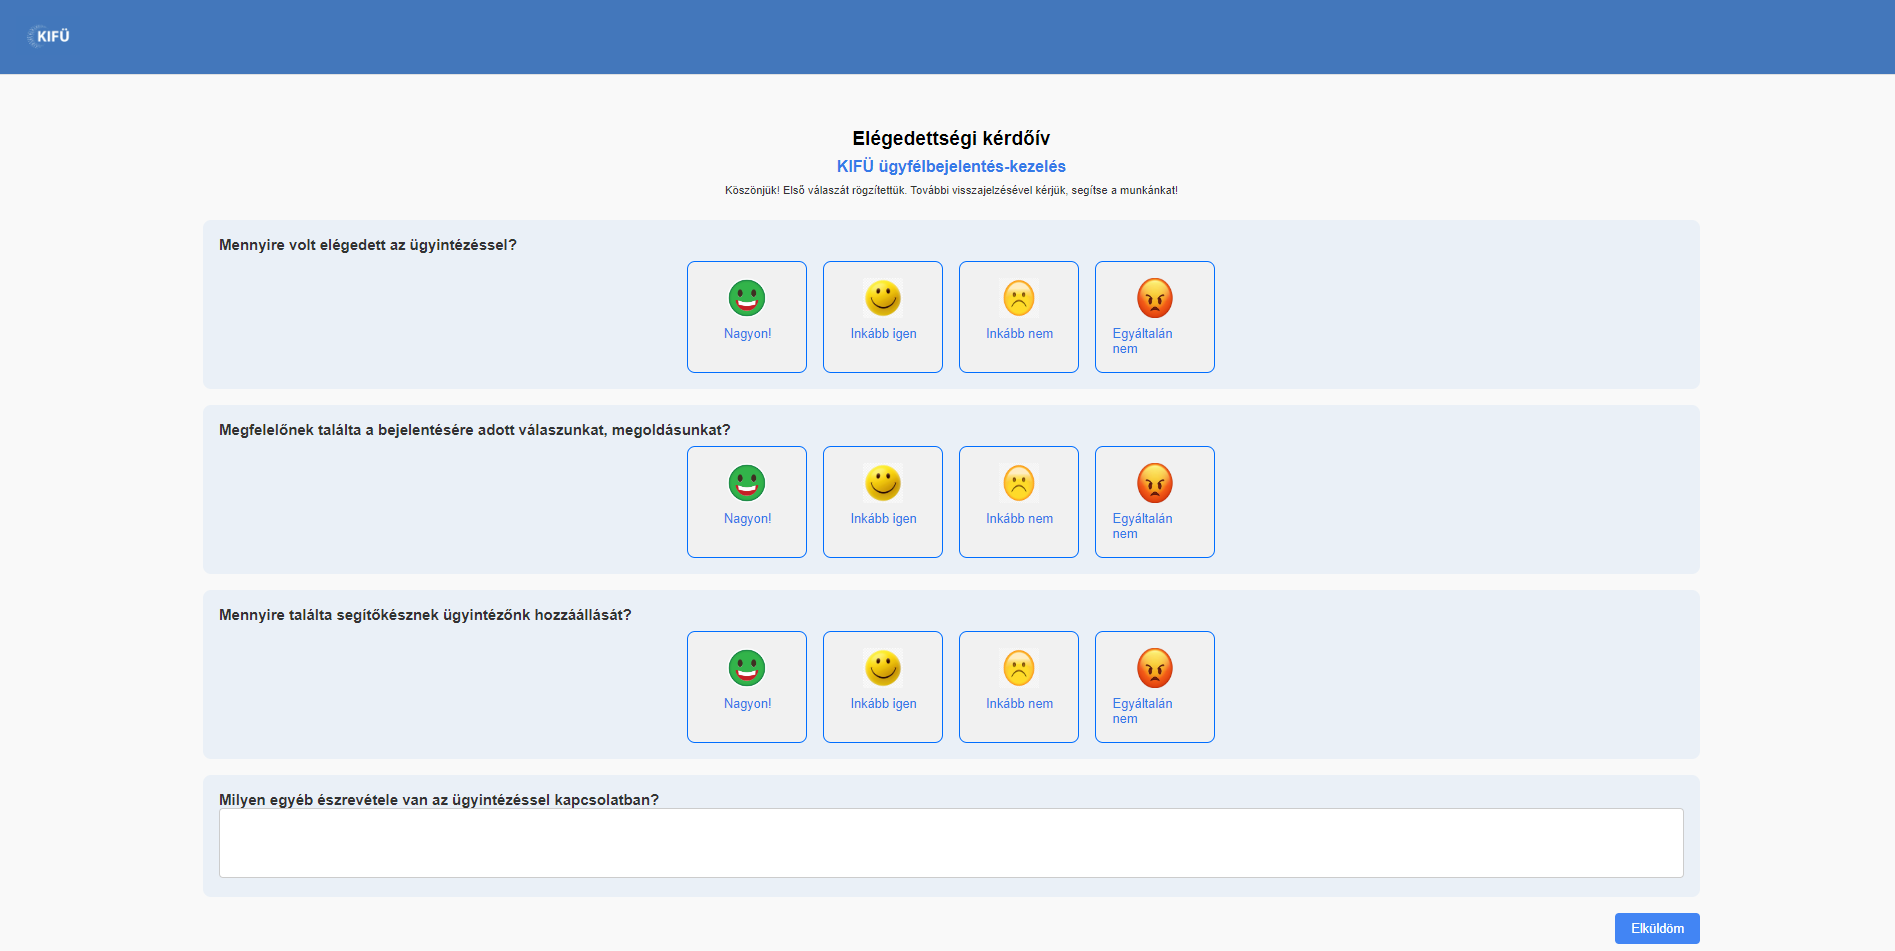 KIFÜ
Elégedettségi kérdőív
KIFÜ ügyfélbejelentés-kezelés
Köszönjük! Első válaszát rögzítettük. További visszajelzésével kérjük, segítse a munkánkat!
Mennyire volt elégedett az ügyintézéssel?
Nagyon!
Inkább igen
Inkább nem
Egyáltalán
nem
Megfelelőnek találta a bejelentésére adott válaszunkat, megoldásunkat?
Nagyon!
Inkább igen
Inkább nem
Egyáltalán
nem
Mennyire találta segítőkésznek ügyintézőnk hozzáállását?
Nagyon!
Inkább igen
Inkább nem
Egyáltalán
nem
Milyen egyéb észrevétele van az ügyintézéssel kapcsolatban?
Elküldöm